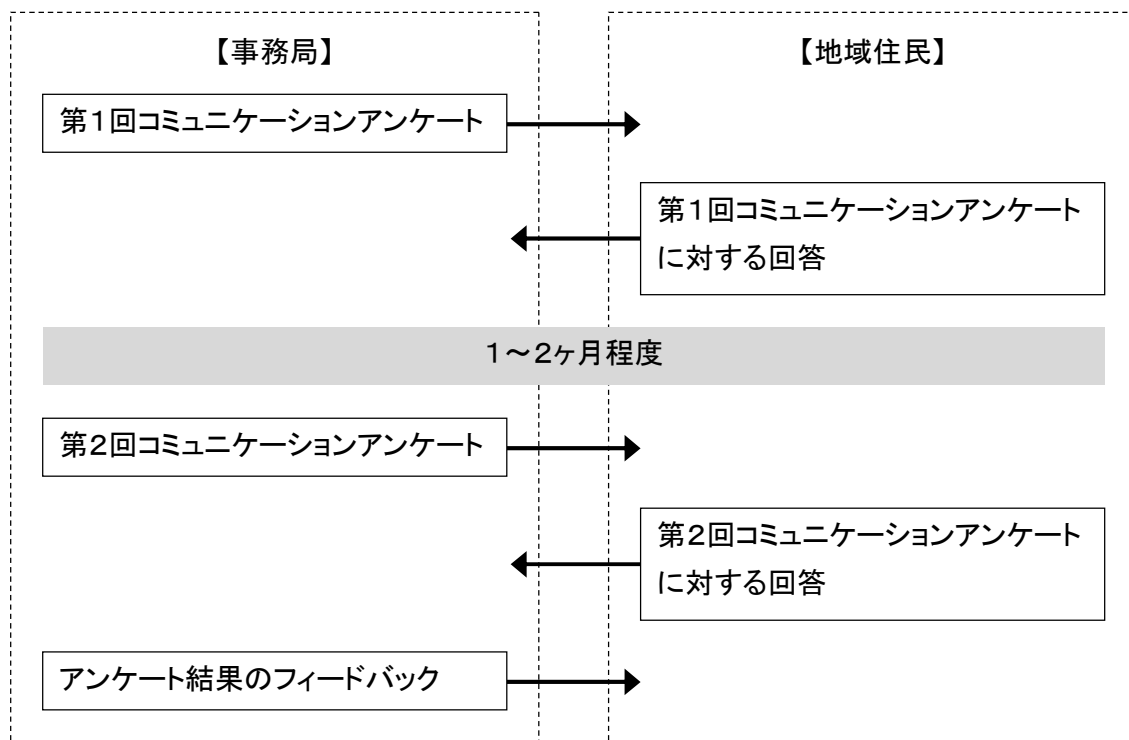 【事務局】
【地域住民】
第１回コミュニケーションアンケート
第１回コミュニケーションアンケート
に対する回答
１～２ヶ月程度
第２回コミュニケーションアンケート
第２回コミュニケーションアンケート
に対する回答
アンケート結果のフィードバック